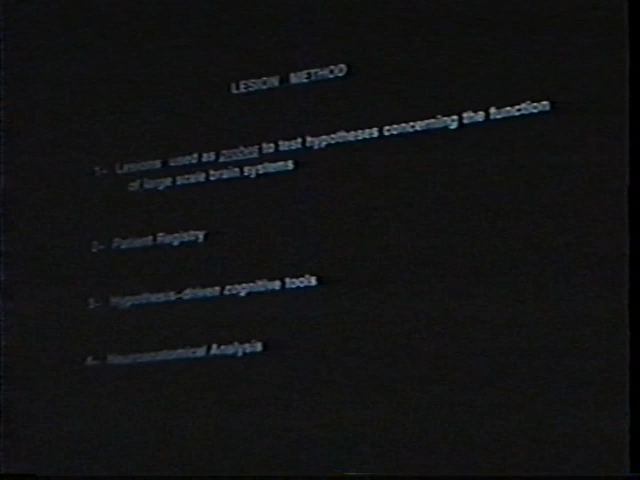 LESION METHOD
1- Lesions used as probes to test hypotheses concerning the function
of large scale brain systems
2- Patient Registry
3- Hypothesis-driven cognitive tools
4- Neuroanatomical Analysis